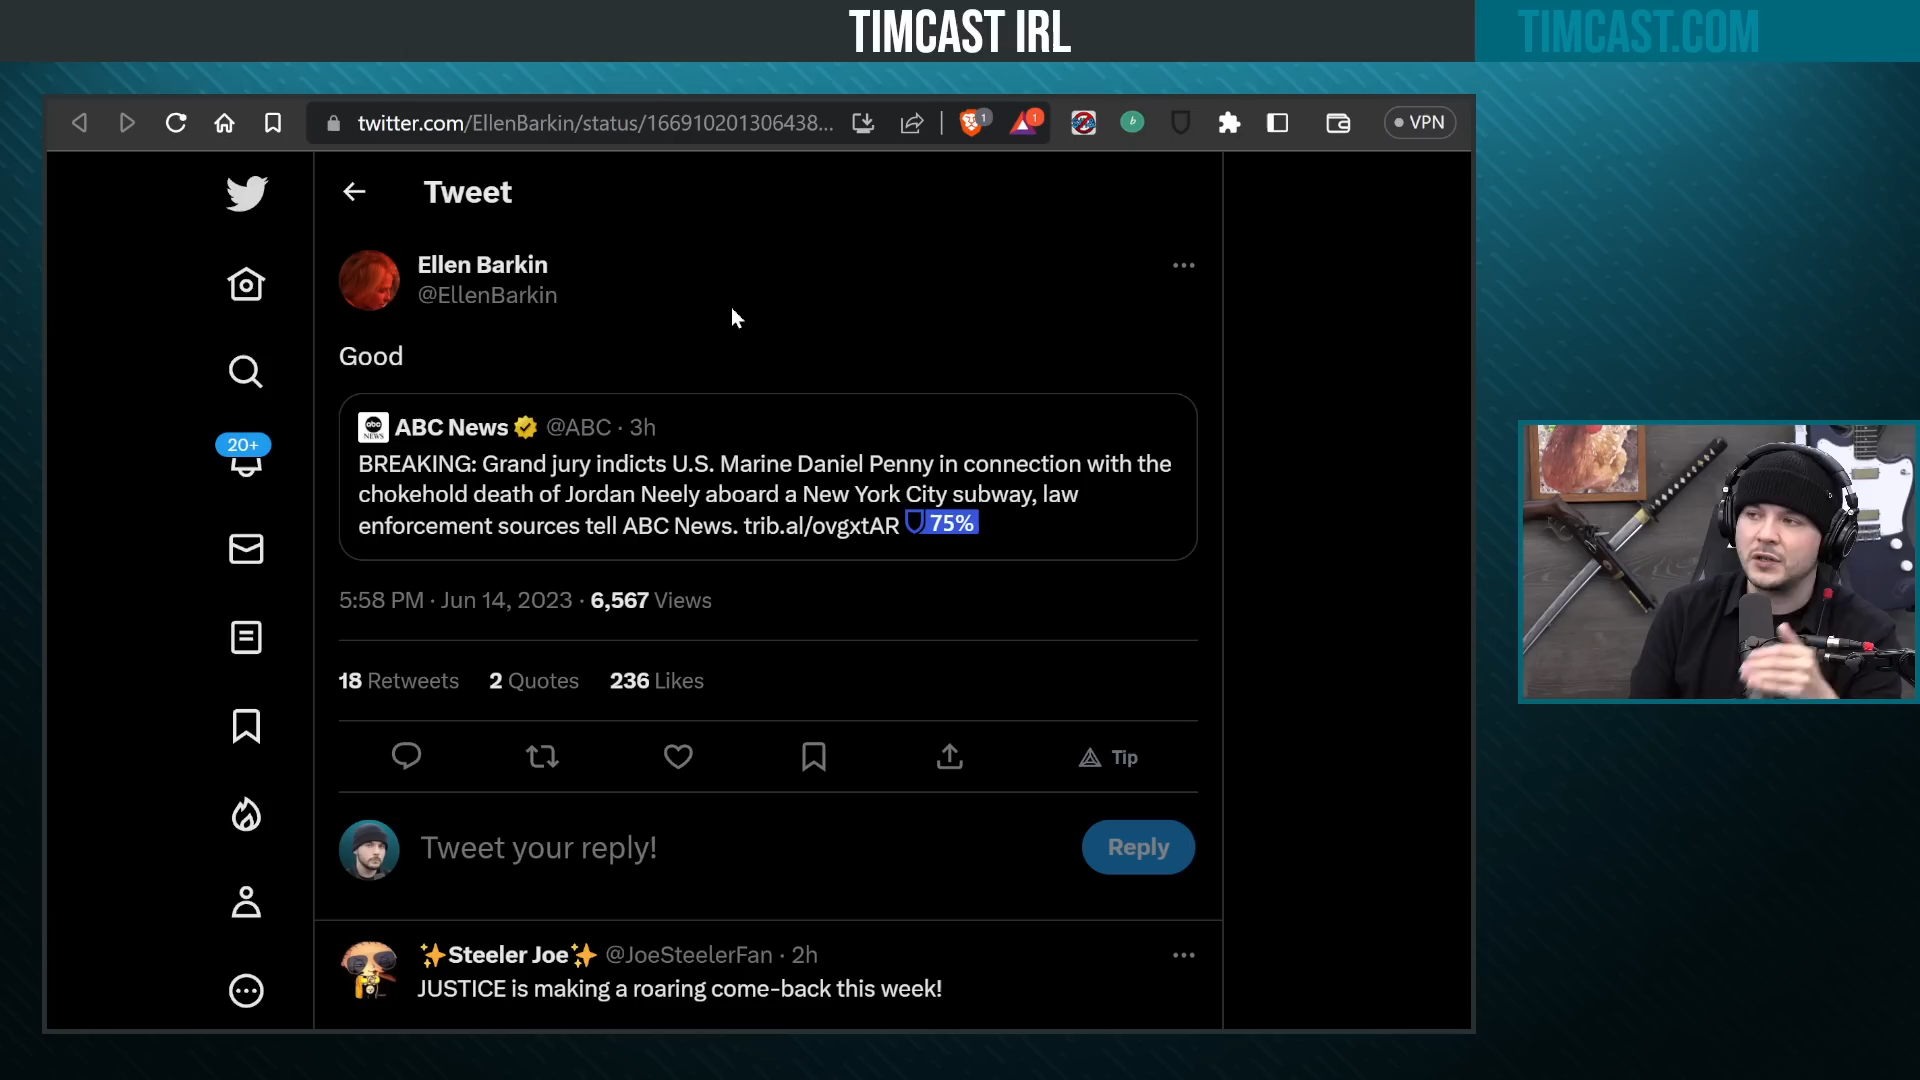 TIMCAST IRL
TIMCAST.COM
twitter.com/EllenBarkin/status/166910201306438...
1
1
b
VPN
Tweet
Ellen Barkin
@EllenBarkin
Good
abc NEWS
ABC News @ABC · 3h
BREAKING: Grand jury indicts U.S. Marine Daniel Penny in connection with the
chokehold death of Jordan Neely aboard a New York City subway, law
enforcement sources tell ABC News. trib.al/ovgxtAR 75%
20+
5:58 PM · Jun 14, 2023 · 6,567 Views
18 Retweets 2 Quotes 236 Likes
Tip
Tweet your reply!
Reply
✨Steeler Joe✨ @JoeSteelerFan · 2h
JUSTICE is making a roaring come-back this week!